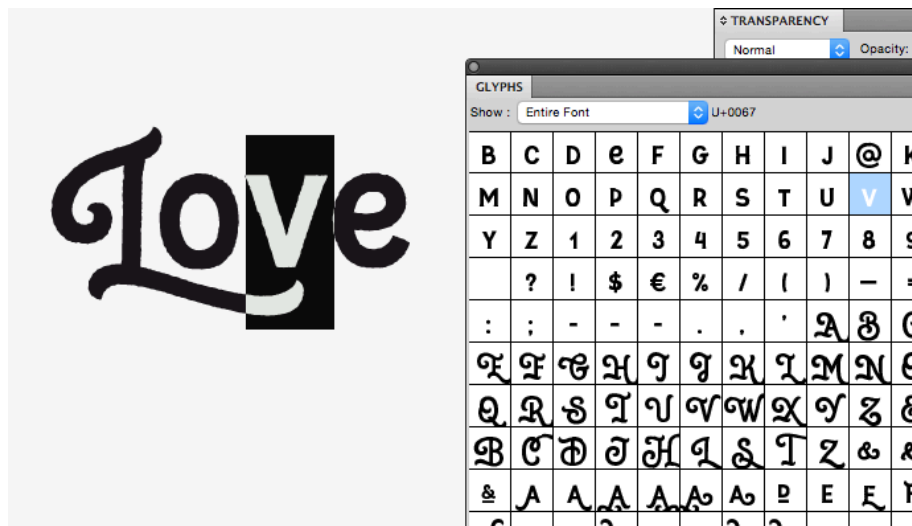 TRANSPARENCY
Normal Opacity:
GLYPHS
Show : Entire Font U+0067
Love
B C D e F G H I J @
M N O P Q R S T U V
Y Z 1 2 3 4 5 6 7 8
? ! $ € % / ( ) —
: ; - - - . , ' A B
E F G H I J K L M N
Q R S T U V W X Y Z
B C D J H L S T Z &
& A A A A A A D E E